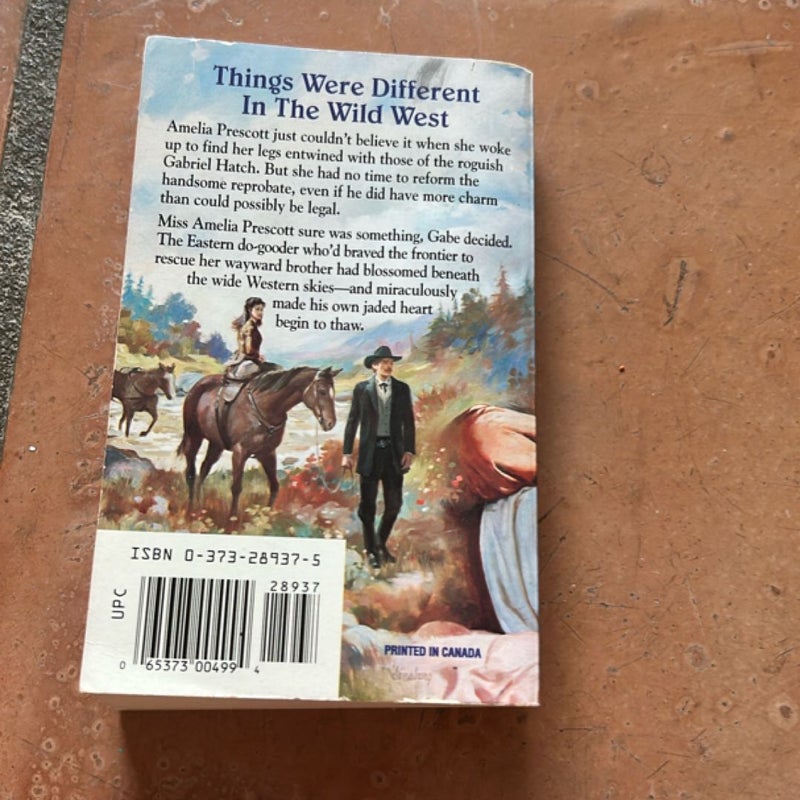 Things Were Different
In The Wild West
Amelia Prescott just couldn't believe it when she woke
up to find her legs entwined with those of the roguish
Gabriel Hatch. But she had no time to reform the
handsome reprobate, even if he did have more charm
than could possibly be legal.
Miss Amelia Prescott sure was something, Gabe decided.
The Eastern do-gooder who'd braved the frontier to
rescue her wayward brother had blossomed beneath
the wide Western skies—and miraculously
made his own jaded heart
begin to thaw.
ISBN 0-373-28937-5
28937
UPC
0 65373 00499 4
PRINTED IN CANADA